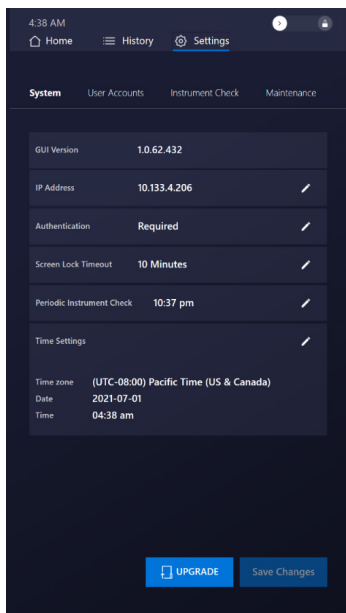 4:38 AM
Home History Settings
System User Accounts Instrument Check Maintenance
GUI Version 1.0.62.432
IP Address 10.133.4.206
Authentication Required
Screen Lock Timeout 10 Minutes
Periodic Instrument Check 10:37 pm
Time Settings
Time zone (UTC-08:00) Pacific Time (US & Canada)
Date 2021-07-01
Time 04:38 am
UPGRADE Save Changes